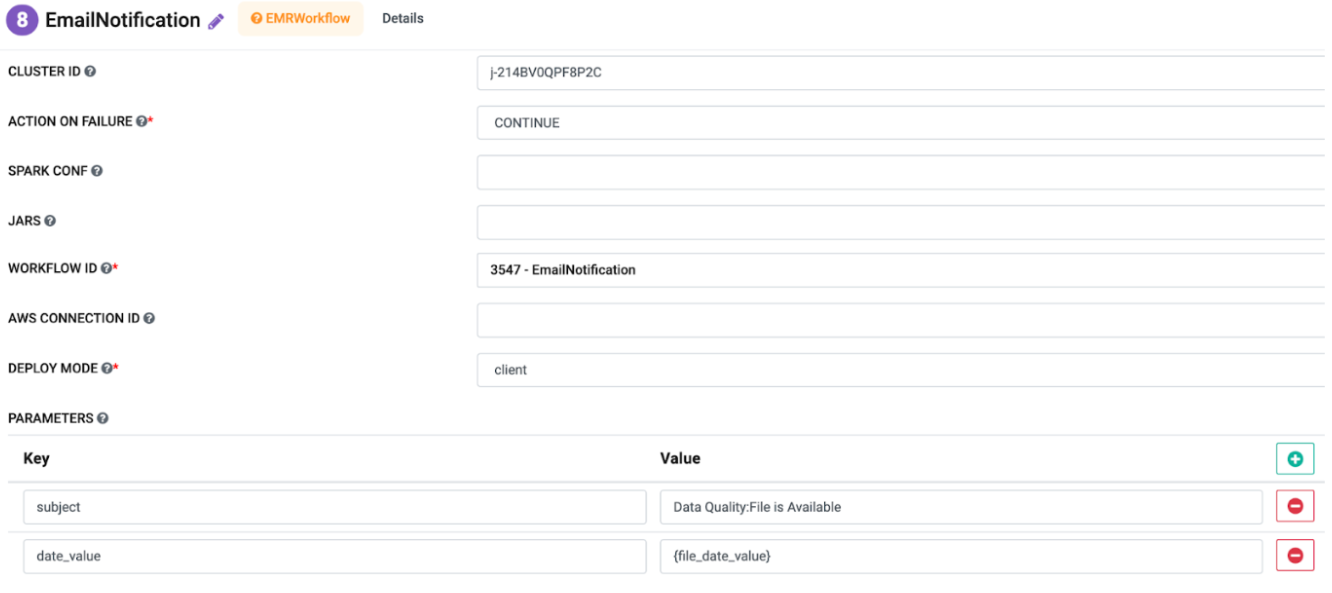 8 EmailNotification EMRWorkflow Details
CLUSTER ID j-214BV0QPF8P2C
ACTION ON FAILURE * CONTINUE
SPARK CONF
JARS
WORKFLOW ID * 3547 - EmailNotification
AWS CONNECTION ID
DEPLOY MODE * client
PARAMETERS
Key Value
subject Data Quality:File is Available
date_value {file_date_value}